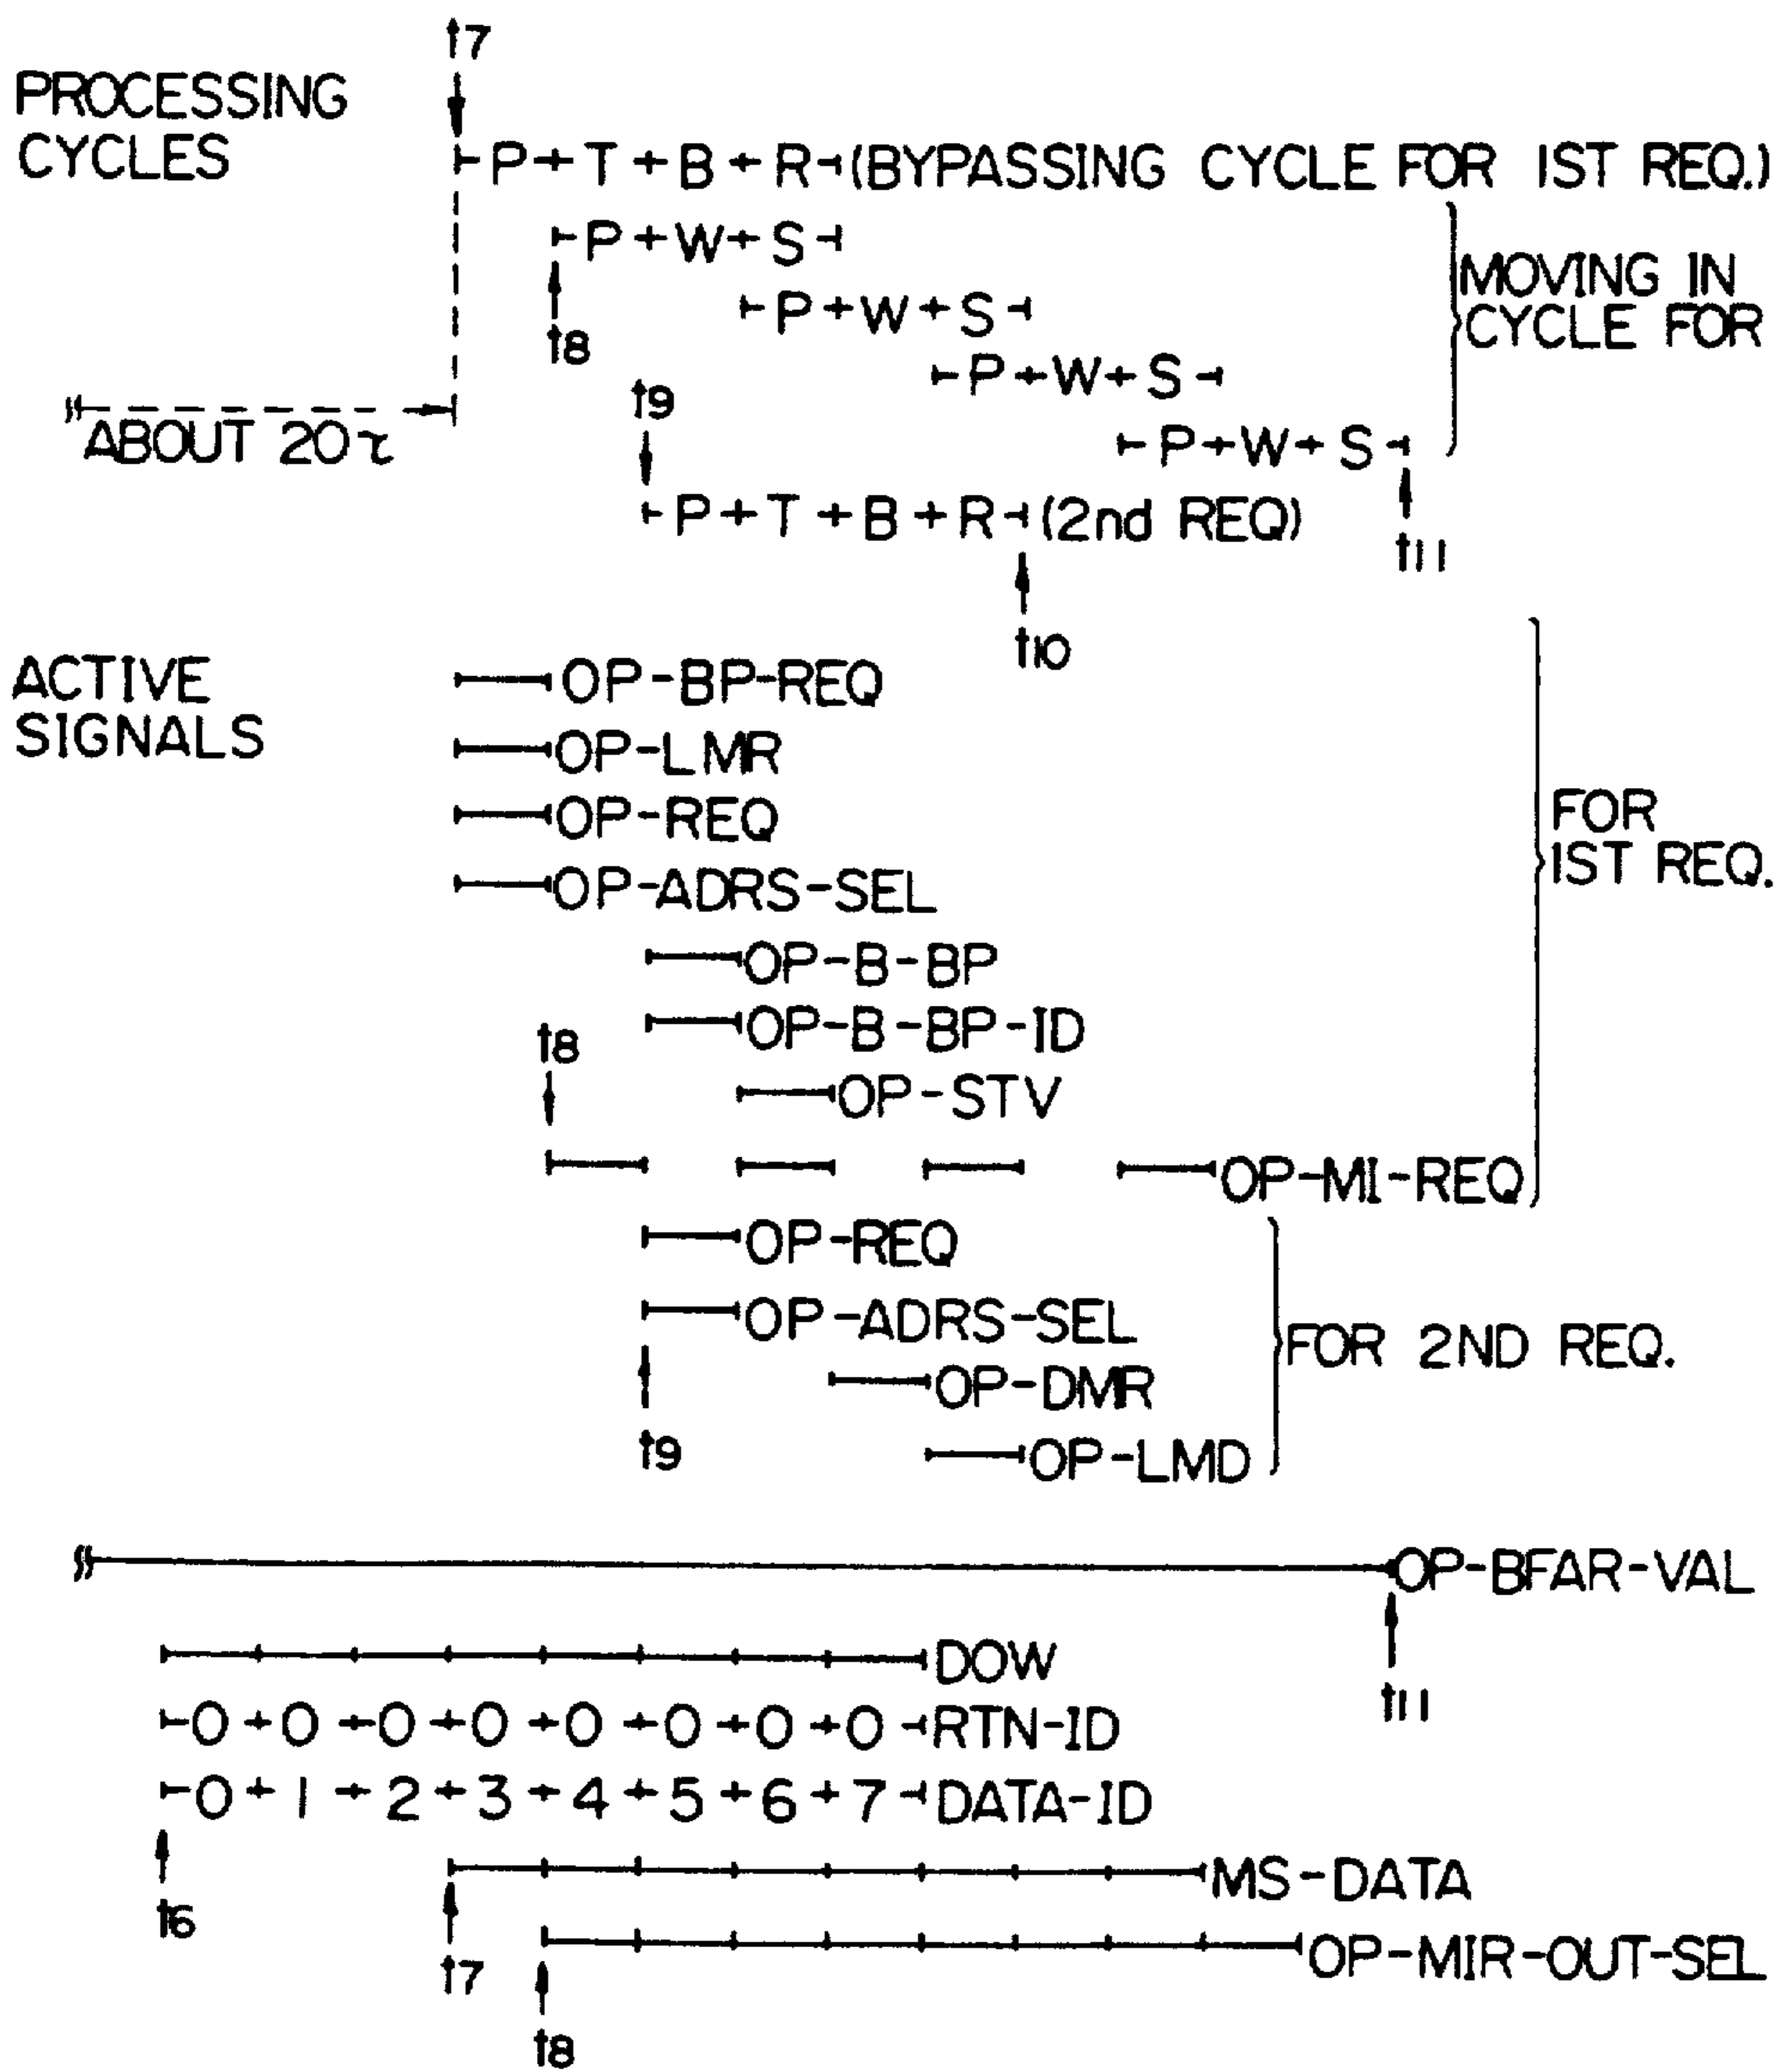 t7
PROCESSING
CYCLES
P+T+B+R (BYPASSING CYCLE FOR 1ST REQ.)
P+W+S
MOVING IN
CYCLE FOR
t8
P+W+S
P+W+S
t9
ABOUT 20τ
P+W+S
P+T+B+R (2nd REQ)
t11
t10
ACTIVE
SIGNALS
OP-BP-REQ
OP-LMR
OP-REQ
FOR
1ST REQ.
OP-ADRS-SEL
OP-B-BP
OP-B-BP-ID
t8
OP-STV
OP-MI-REQ
OP-REQ
OP-ADRS-SEL
FOR 2ND REQ.
OP-DMR
t9
OP-LMD
OP-BFAR-VAL
DOW
t11
0+0+0+0+0+0+0+0 RTN-ID
0+1+2+3+4+5+6+7 DATA-ID
MS-DATA
t6
OP-MIR-OUT-SEL
t7
t8